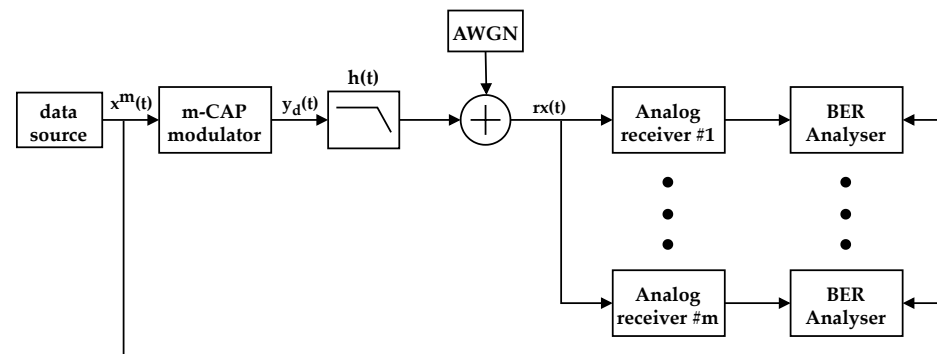 AWGN
h(t)
data
source
x^m(t)
m-CAP
modulator
y_d(t)
rx(t)
Analog
receiver #1
BER
Analyser
Analog
receiver #m
BER
Analyser